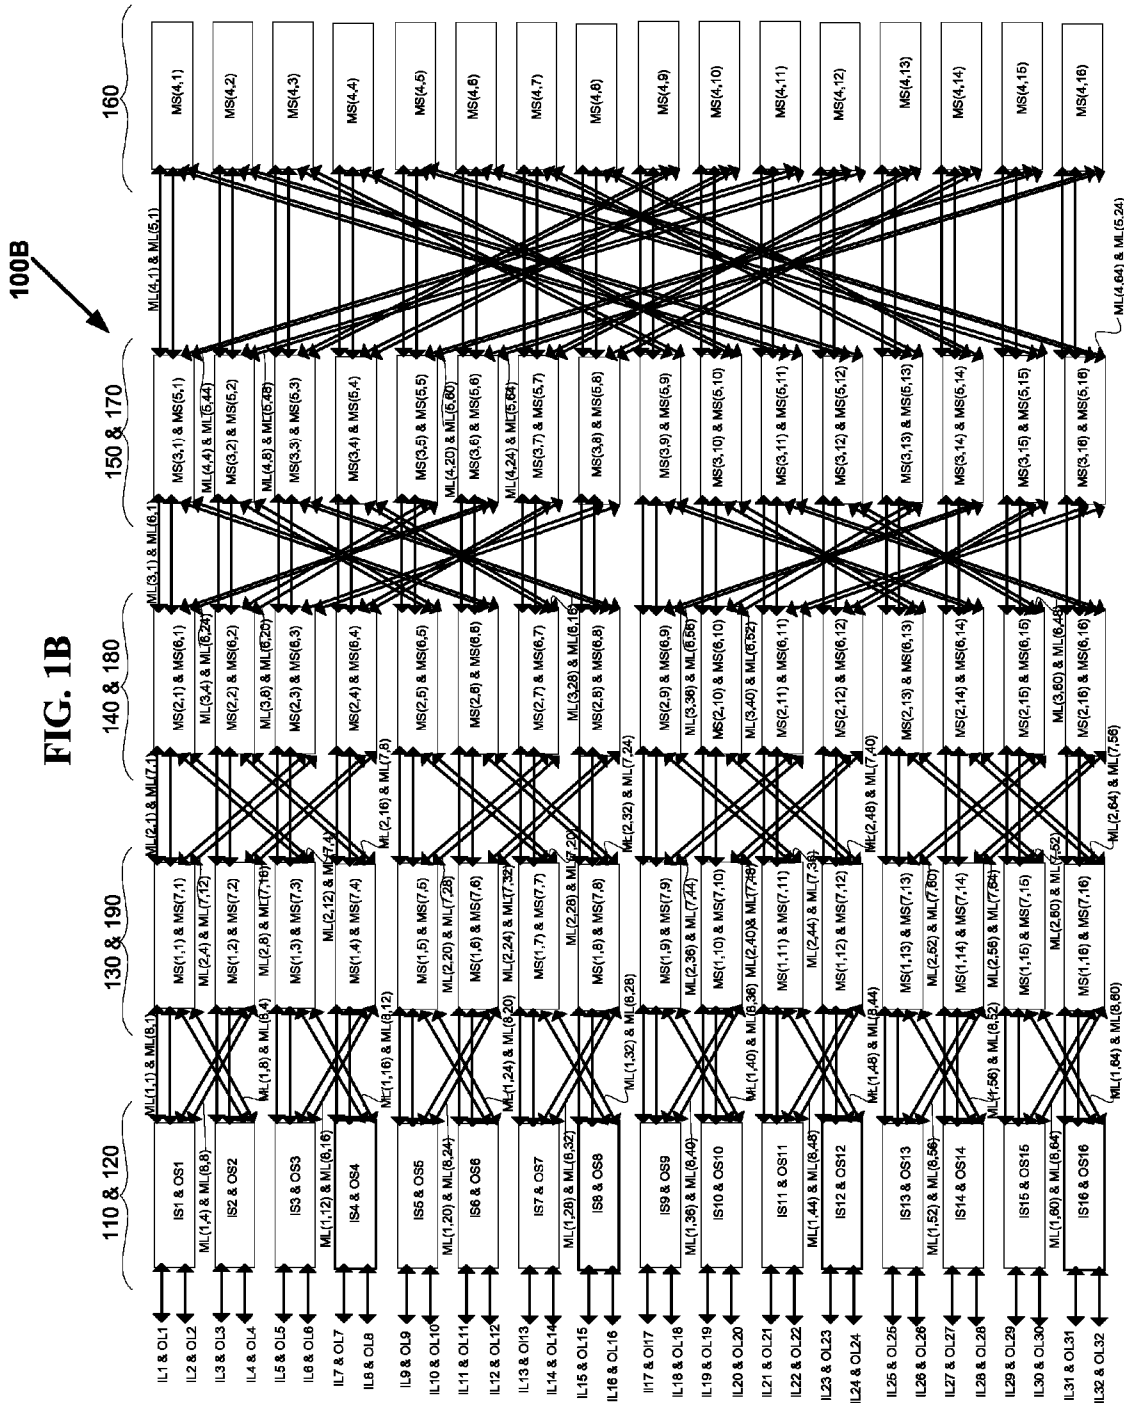 FIG. 1B
100B
110 & 120
130 & 190
140 & 180
150 & 170
160
IL1 & OL1
IL2 & OL2
IL3 & OL3
IL4 & OL4
IL5 & OL5
IL6 & OL6
IL7 & OL7
IL8 & OL8
IL9 & OL9
IL10 & OL10
IL11 & OL11
IL12 & OL12
IL13 & Ol13
IL14 & OL14
IL15 & OL15
IL16 & OL16
Il17 & Ol17
IL18 & OL18
IL19 & OL19
IL20 & OL20
IL21 & OL21
IL22 & OL22
IL23 & OL23
IL24 & OL24
IL25 & OL25
IL26 & OL26
IL27 & OL27
IL28 & OL28
IL29 & OL29
IL30 & OL30
IL31 & OL31
IL32 & OL32
IS1 & OS1
IS2 & OS2
IS3 & OS3
IS4 & OS4
IS5 & OS5
IS6 & OS6
IS7 & OS7
IS8 & OS8
IS9 & OS9
IS10 & OS10
IS11 & OS11
IS12 & OS12
IS13 & OS13
IS14 & OS14
IS15 & OS15
IS16 & OS16
ML(1,1) & ML(8,1)
ML(1,4) & ML(8,8)
ML(1,8) & ML(8,4)
ML(1,12) & ML(8,16)
ML(1,16) & ML(8,12)
ML(1,20) & ML(8,24)
ML(1,24) & ML(8,20)
ML(1,28) & ML(8,32)
ML(1,32) & ML(8,28)
ML(1,36) & ML(8,40)
ML(1,40) & ML(8,36)
ML(1,44) & ML(8,48)
ML(1,48) & ML(8,44)
ML(1,52) & ML(8,56)
ML(1,56) & ML(8,52)
ML(1,60) & ML(8,64)
ML(1,64) & ML(8,60)
MS(1,1) & MS(7,1)
MS(1,2) & MS(7,2)
MS(1,3) & MS(7,3)
MS(1,4) & MS(7,4)
MS(1,5) & MS(7,5)
MS(1,6) & MS(7,6)
MS(1,7) & MS(7,7)
MS(1,8) & MS(7,8)
MS(1,9) & MS(7,9)
MS(1,10) & MS(7,10)
MS(1,11) & MS(7,11)
MS(1,12) & MS(7,12)
MS(1,13) & MS(7,13)
MS(1,14) & MS(7,14)
MS(1,15) & MS(7,15)
MS(1,16) & MS(7,16)
ML(2,1) & ML(7,1)
ML(2,4) & ML(7,12)
ML(2,8) & ML(7,16)
ML(2,12) & ML(7,4)
ML(2,16) & ML(7,8)
ML(2,20) & ML(7,28)
ML(2,24) & ML(7,32)
ML(2,28) & ML(7,20)
ML(2,32) & ML(7,24)
ML(2,36) & ML(7,44)
ML(2,40)& ML(7,48)
ML(2,44) & ML(7,36)
ML(2,48) & ML(7,40)
ML(2,52) & ML(7,60)
ML(2,56) & ML(7,64)
ML(2,60) & ML(7,52)
ML(2,64) & ML(7,56)
MS(2,1) & MS(6,1)
MS(2,2) & MS(6,2)
MS(2,3) & MS(6,3)
MS(2,4) & MS(6,4)
MS(2,5) & MS(6,5)
MS(2,6) & MS(6,6)
MS(2,7) & MS(6,7)
MS(2,8) & MS(6,8)
MS(2,9) & MS(6,9)
MS(2,10) & MS(6,10)
MS(2,11) & MS(6,11)
MS(2,12) & MS(6,12)
MS(2,13) & MS(6,13)
MS(2,14) & MS(6,14)
MS(2,15) & MS(6,15)
MS(2,16) & MS(6,16)
ML(3,1) & ML(6,1)
ML(3,4) & ML(6,24)
ML(3,8) & ML(6,20)
ML(3,28) & ML(6,16)
ML(3,36) & ML(6,56)
ML(3,40) & ML(6,52)
ML(3,60) & ML(6,48)
MS(3,1) & MS(5,1)
MS(3,2) & MS(5,2)
MS(3,3) & MS(5,3)
MS(3,4) & MS(5,4)
MS(3,5) & MS(5,5)
MS(3,6) & MS(5,6)
MS(3,7) & MS(5,7)
MS(3,8) & MS(5,8)
MS(3,9) & MS(5,9)
MS(3,10) & MS(5,10)
MS(3,11) & MS(5,11)
MS(3,12) & MS(5,12)
MS(3,13) & MS(5,13)
MS(3,14) & MS(5,14)
MS(3,15) & MS(5,15)
MS(3,16) & MS(5,16)
ML(4,1) & ML(5,1)
ML(4,4) & ML(5,44)
ML(4,8) & ML(5,48)
ML(4,20) & ML(5,60)
ML(4,24) & ML(5,64)
ML(4,64) & ML(5,24)
MS(4,1)
MS(4,2)
MS(4,3)
MS(4,4)
MS(4,5)
MS(4,6)
MS(4,7)
MS(4,8)
MS(4,9)
MS(4,10)
MS(4,11)
MS(4,12)
MS(4,13)
MS(4,14)
MS(4,15)
MS(4,16)